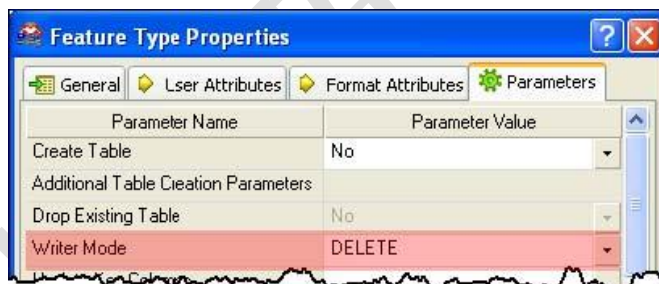 Feature Type Properties
General Lser Attributes Format Attributes Parameters
Parameter Name Parameter Value
Create Table No
Additional Table Creation Parameters
Drop Existing Table No
Writer Mode DELETE